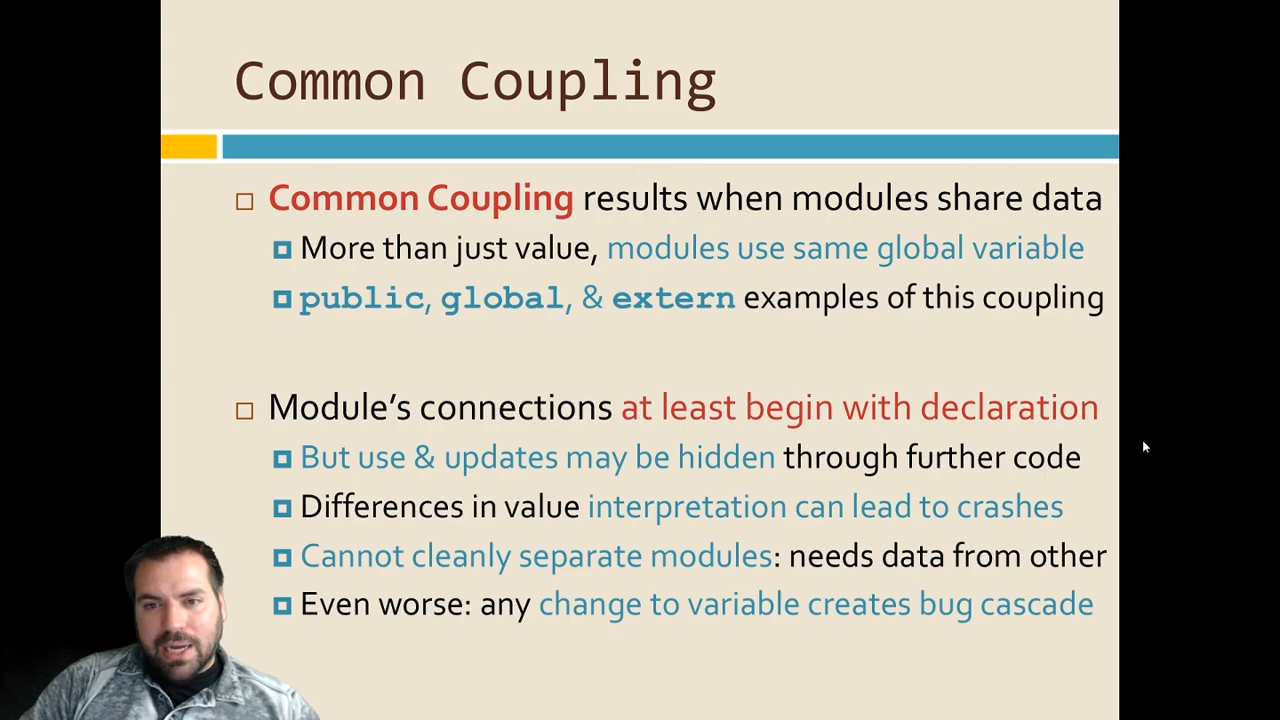 Common Coupling
Common Coupling results when modules share data
More than just value, modules use same global variable
public, global, & extern examples of this coupling
Module’s connections at least begin with declaration
But use & updates may be hidden through further code
Differences in value interpretation can lead to crashes
Cannot cleanly separate modules: needs data from other
Even worse: any change to variable creates bug cascade